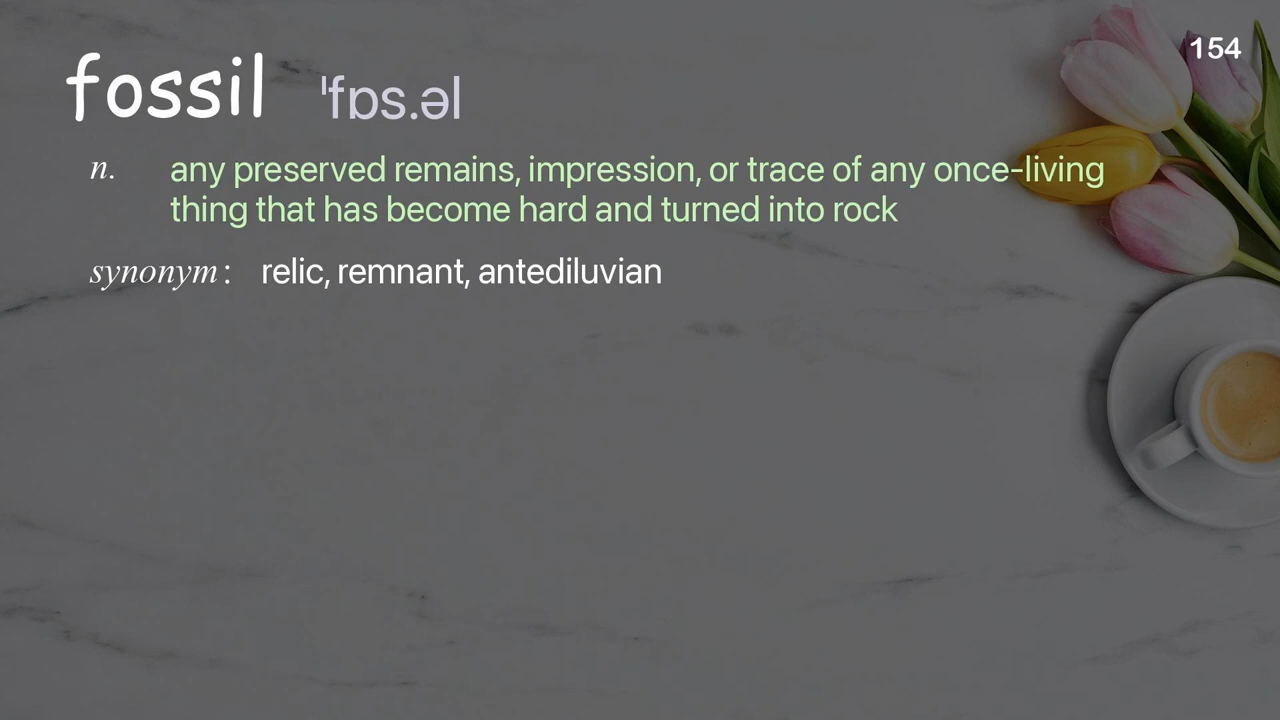 154
fossil ˈfɒs.əl
n. any preserved remains, impression, or trace of any once-living
thing that has become hard and turned into rock
synonym: relic, remnant, antediluvian